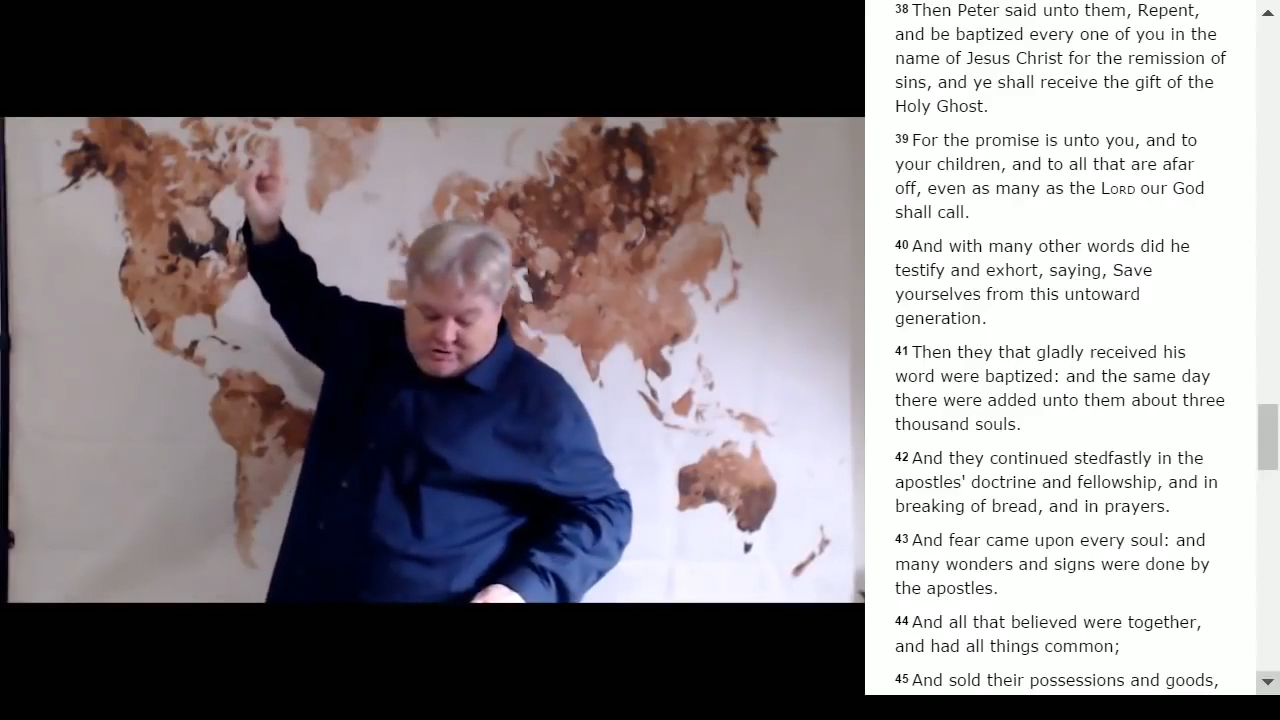 38 Then Peter said unto them, Repent,
and be baptized every one of you in the
name of Jesus Christ for the remission of
sins, and ye shall receive the gift of the
Holy Ghost.
39 For the promise is unto you, and to
your children, and to all that are afar
off, even as many as the LORD our God
shall call.
40 And with many other words did he
testify and exhort, saying, Save
yourselves from this untoward
generation.
41 Then they that gladly received his
word were baptized: and the same day
there were added unto them about three
thousand souls.
42 And they continued stedfastly in the
apostles' doctrine and fellowship, and in
breaking of bread, and in prayers.
43 And fear came upon every soul: and
many wonders and signs were done by
the apostles.
44 And all that believed were together,
and had all things common;
45 And sold their possessions and goods,